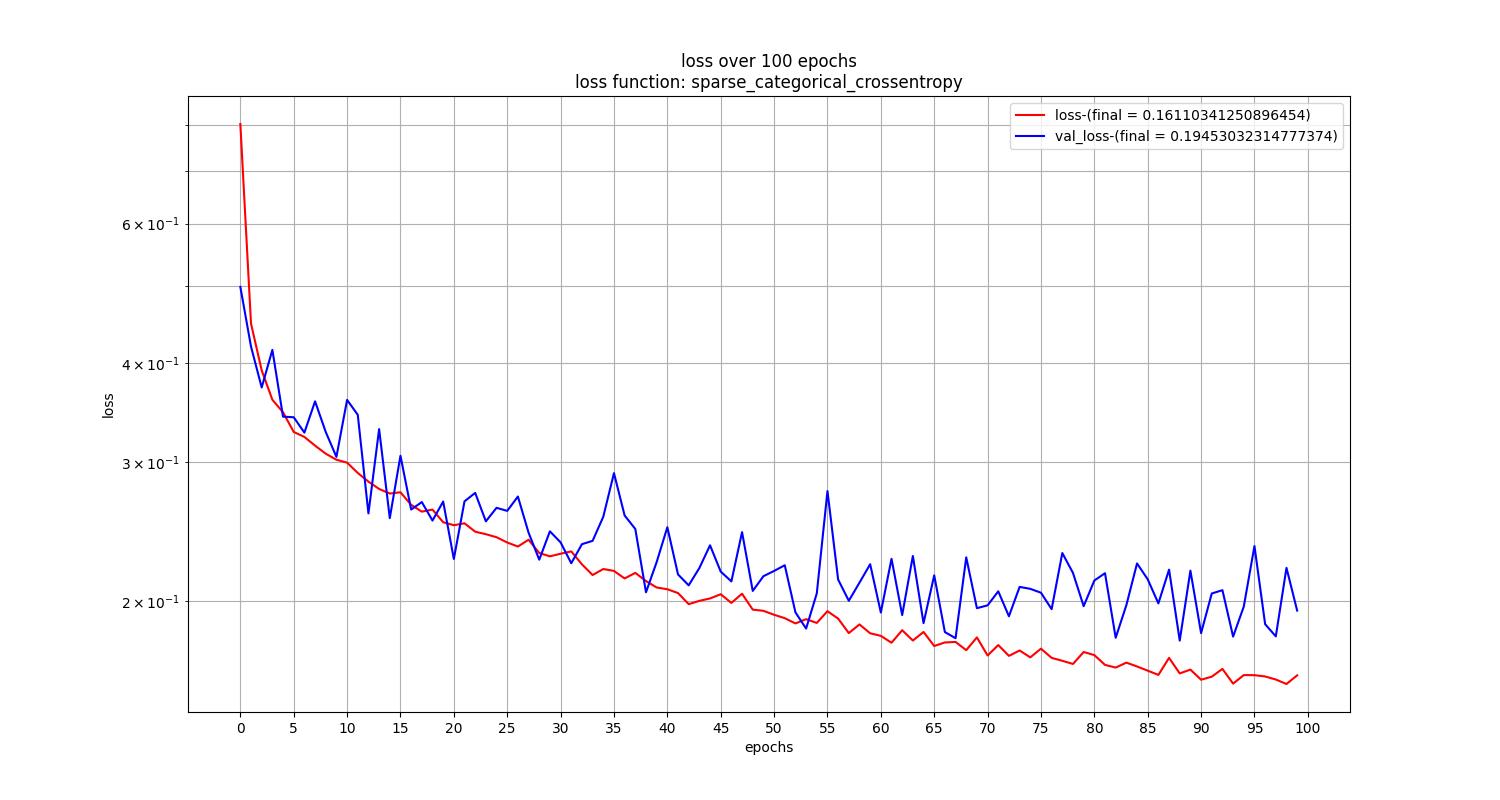 loss over 100 epochs
loss function: sparse_categorical_crossentropy
loss-(final = 0.16110341250896454)
val_loss-(final = 0.19453032314777374)
6 × 10⁻¹
4 × 10⁻¹
3 × 10⁻¹
2 × 10⁻¹
loss
0 5 10 15 20 25 30 35 40 45 50 55 60 65 70 75 80 85 90 95 100
epochs